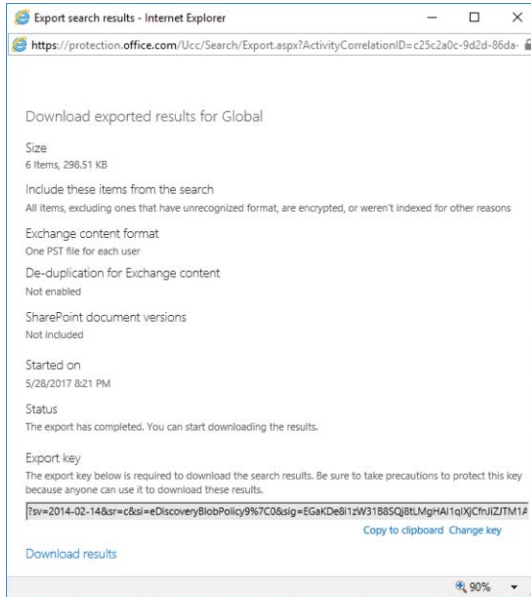 Export search results - Internet Explorer
https://protection.office.com/Ucc/Search/Export.aspx?ActivityCorrelationID=c25c2a0c-9d2d-86da-
Download exported results for Global
Size
6 Items, 298.51 KB
Include these items from the search
All items, excluding ones that have unrecognized format, are encrypted, or weren't indexed for other reasons
Exchange content format
One PST file for each user
De-duplication for Exchange content
Not enabled
SharePoint document versions
Not included
Started on
5/28/2017 8:21 PM
Status
The export has completed. You can start downloading the results.
Export key
The export key below is required to download the search results. Be sure to take precautions to protect this key
because anyone can use it to download these results.
?sv=2014-02-14&sr=c&si=eDiscoveryBlobPolicy9%7C0&sig=EGaKDe8i1zW31B8SQj8tLMgHAI1qIXjCfnJiZJTM1A
Copy to clipboard Change key
Download results
90%